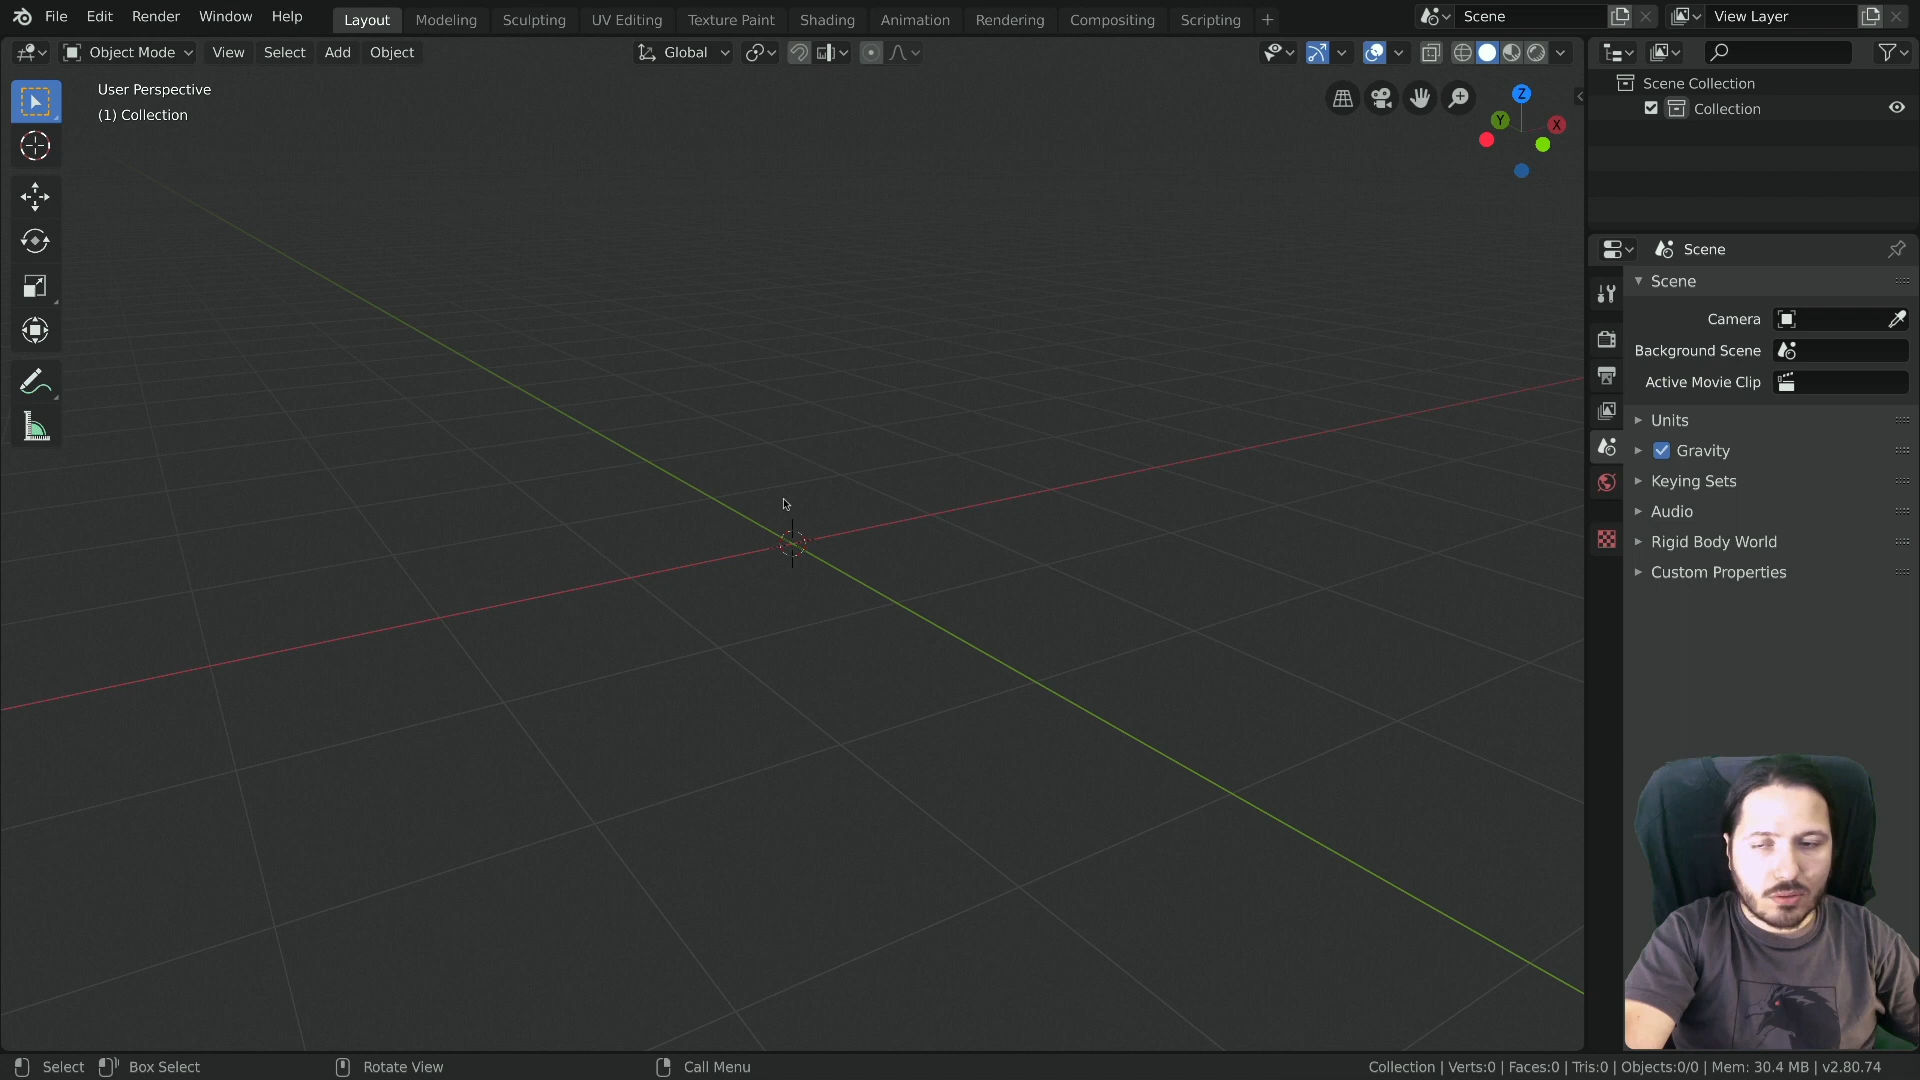 File Edit Render Window Help Layout Modeling Sculpting UV Editing Texture Paint Shading Animation Rendering Compositing Scripting + Scene View Layer
Object Mode View Select Add Object Global
User Perspective
(1) Collection
Z
Y
X
Scene Collection
Collection
Scene
Scene
Camera
Background Scene
Active Movie Clip
Units
Gravity
Keying Sets
Audio
Rigid Body World
Custom Properties
Select Box Select Rotate View Call Menu Collection | Verts:0 | Faces:0 | Tris:0 | Objects:0/0 | Mem: 30.4 MB | v2.80.74